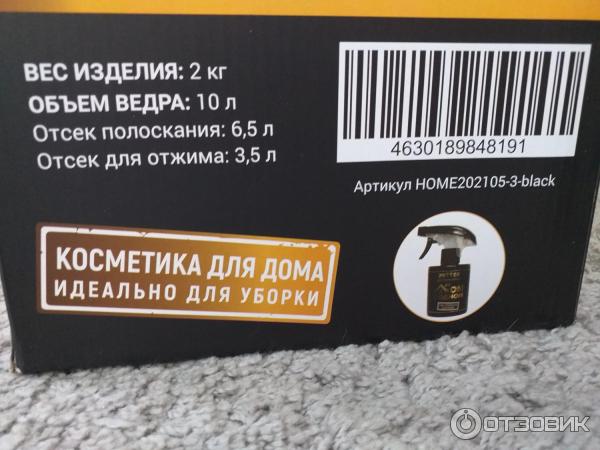 ВЕС ИЗДЕЛИЯ: 2 кг
ОБЪЕМ ВЕДРА: 10 л
Отсек полоскания: 6,5 л
Отсек для отжима: 3,5 л
4630189848191
Артикул HOME202105-3-black
КОСМЕТИКА ДЛЯ ДОМА
ИДЕАЛЬНО ДЛЯ УБОРКИ
ОТЗОВИК